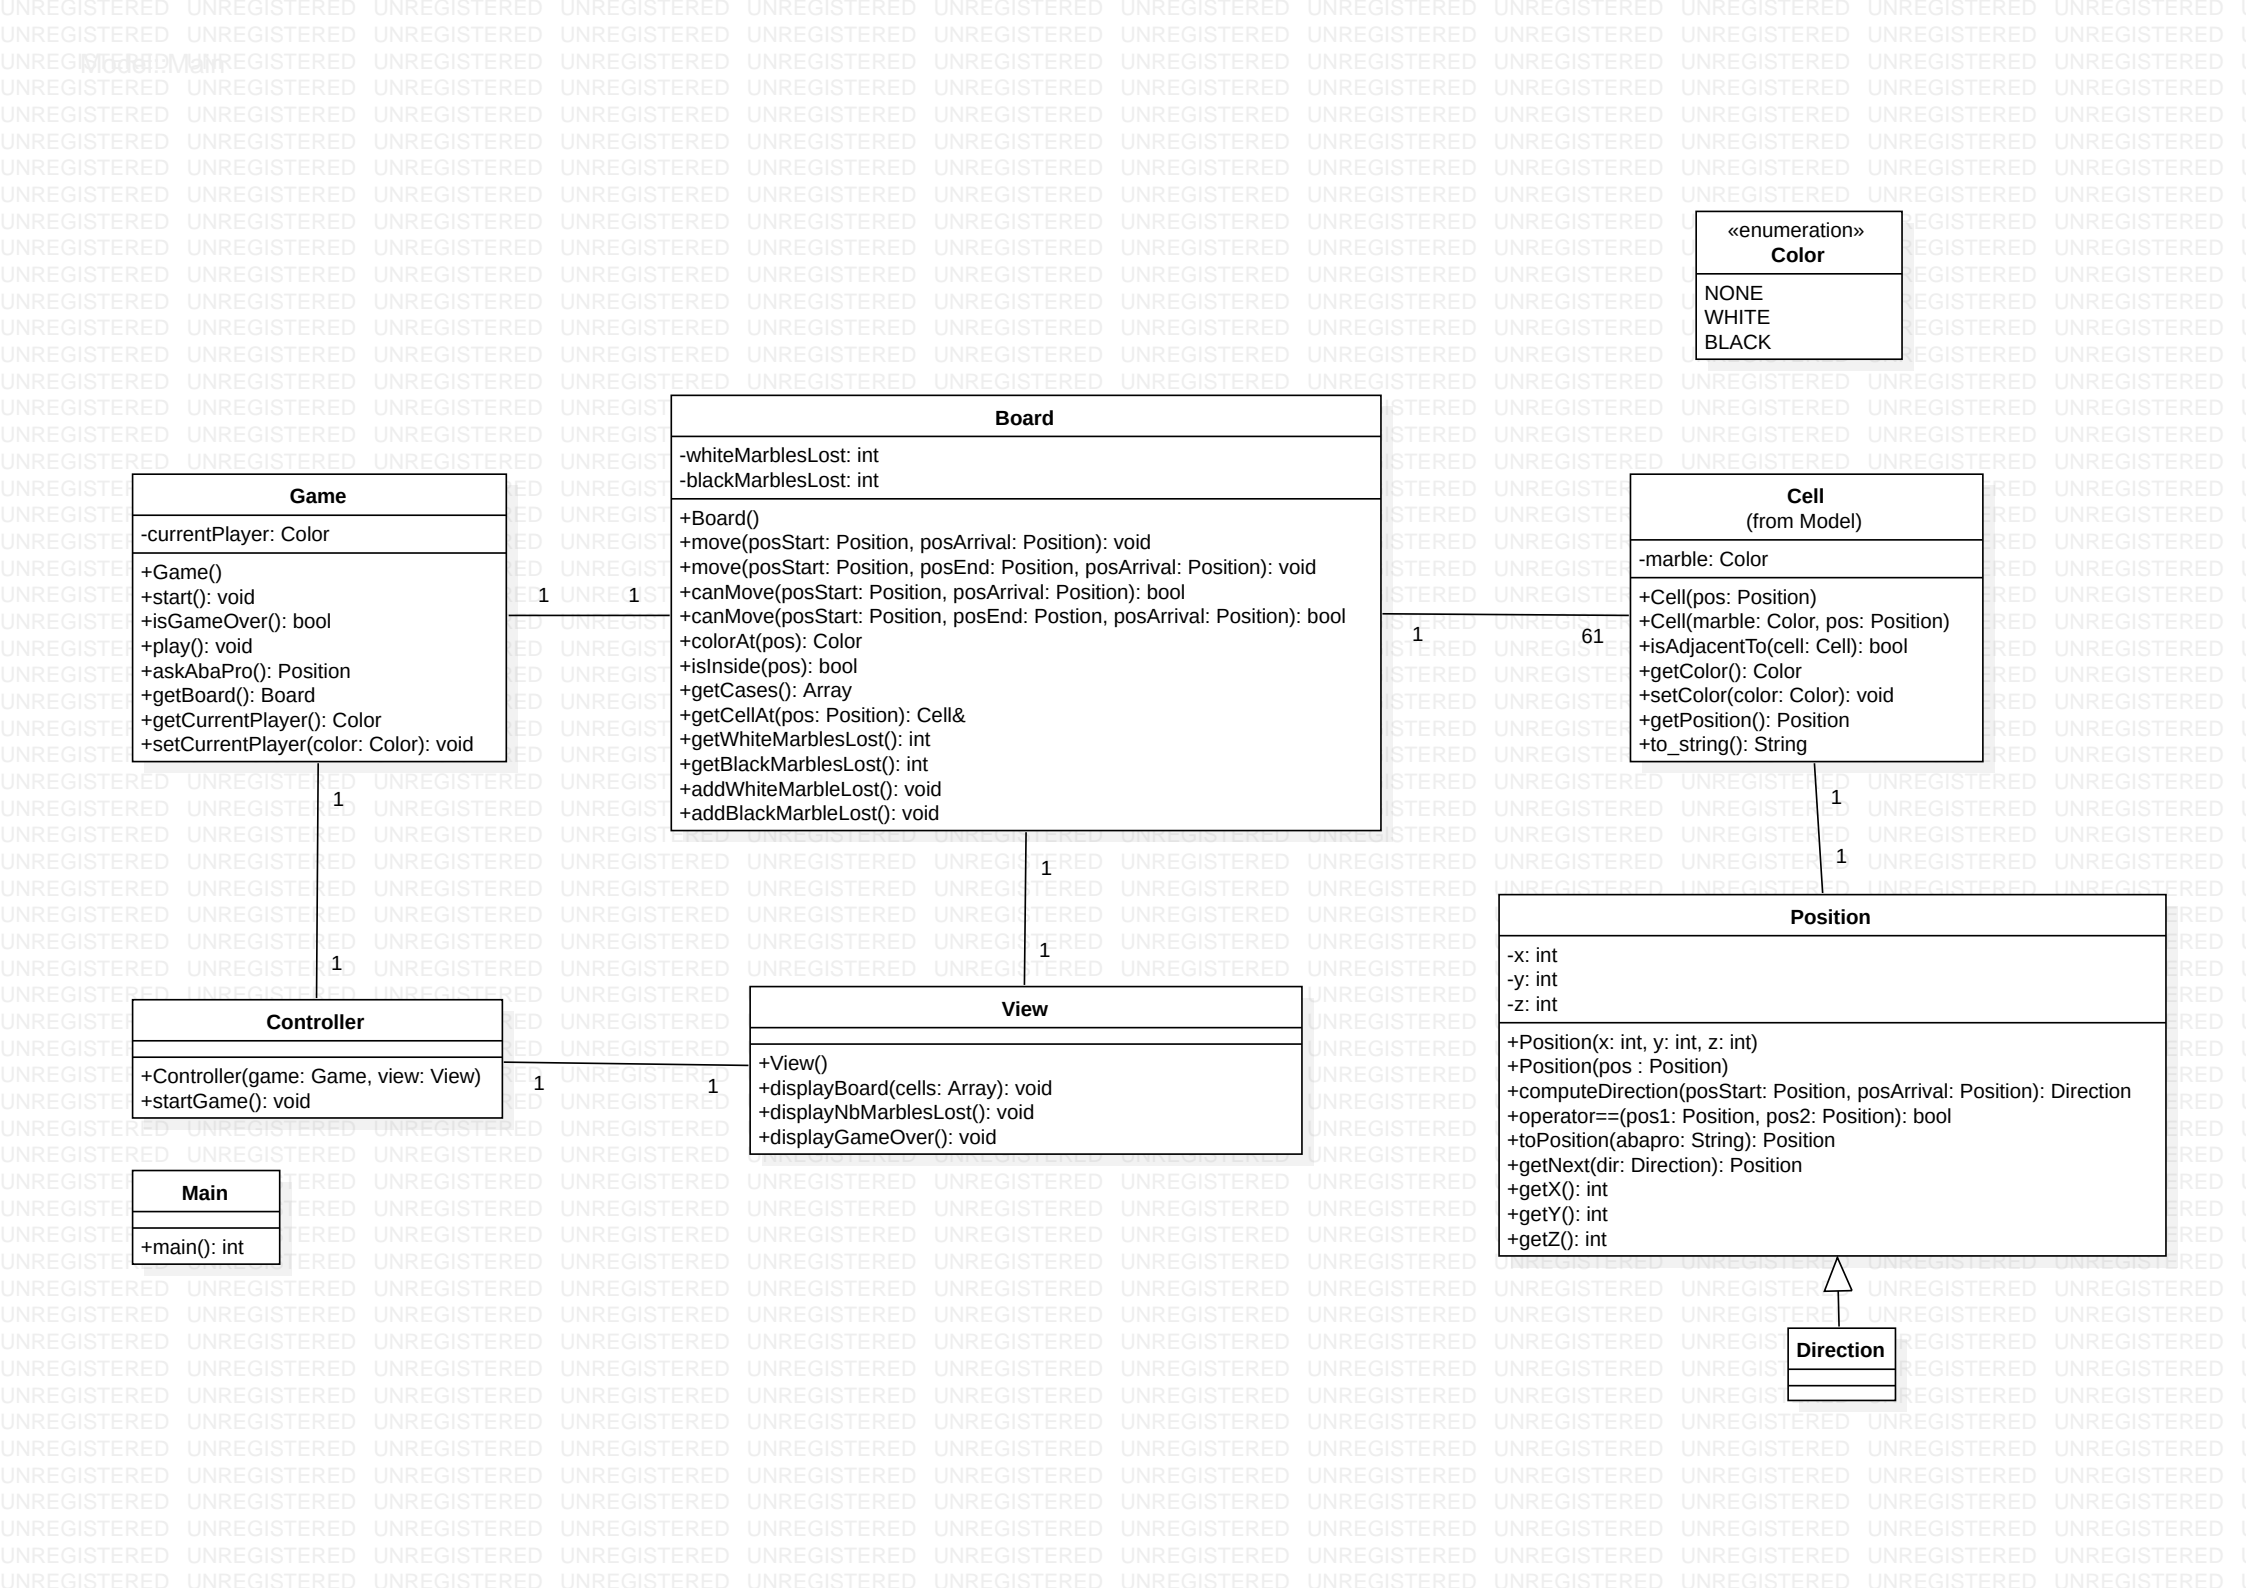 Model::Main
«enumeration»
Color
NONE
WHITE
BLACK
Board
-whiteMarblesLost: int
-blackMarblesLost: int
+Board()
+move(posStart: Position, posArrival: Position): void
+move(posStart: Position, posEnd: Position, posArrival: Position): void
+canMove(posStart: Position, posArrival: Position): bool
+canMove(posStart: Position, posEnd: Postion, posArrival: Position): bool
+colorAt(pos): Color
+isInside(pos): bool
+getCases(): Array
+getCellAt(pos: Position): Cell&
+getWhiteMarblesLost(): int
+getBlackMarblesLost(): int
+addWhiteMarbleLost(): void
+addBlackMarbleLost(): void
Game
-currentPlayer: Color
+Game()
+start(): void
+isGameOver(): bool
+play(): void
+askAbaPro(): Position
+getBoard(): Board
+getCurrentPlayer(): Color
+setCurrentPlayer(color: Color): void
1
1
1
61
Cell
(from Model)
-marble: Color
+Cell(pos: Position)
+Cell(marble: Color, pos: Position)
+isAdjacentTo(cell: Cell): bool
+getColor(): Color
+setColor(color: Color): void
+getPosition(): Position
+to_string(): String
1
1
1
1
1
1
Controller
+Controller(game: Game, view: View)
+startGame(): void
1
1
View
+View()
+displayBoard(cells: Array): void
+displayNbMarblesLost(): void
+displayGameOver(): void
Position
-x: int
-y: int
-z: int
+Position(x: int, y: int, z: int)
+Position(pos : Position)
+computeDirection(posStart: Position, posArrival: Position): Direction
+operator==(pos1: Position, pos2: Position): bool
+toPosition(abapro: String): Position
+getNext(dir: Direction): Position
+getX(): int
+getY(): int
+getZ(): int
Main
+main(): int
Direction
UNREGISTERED